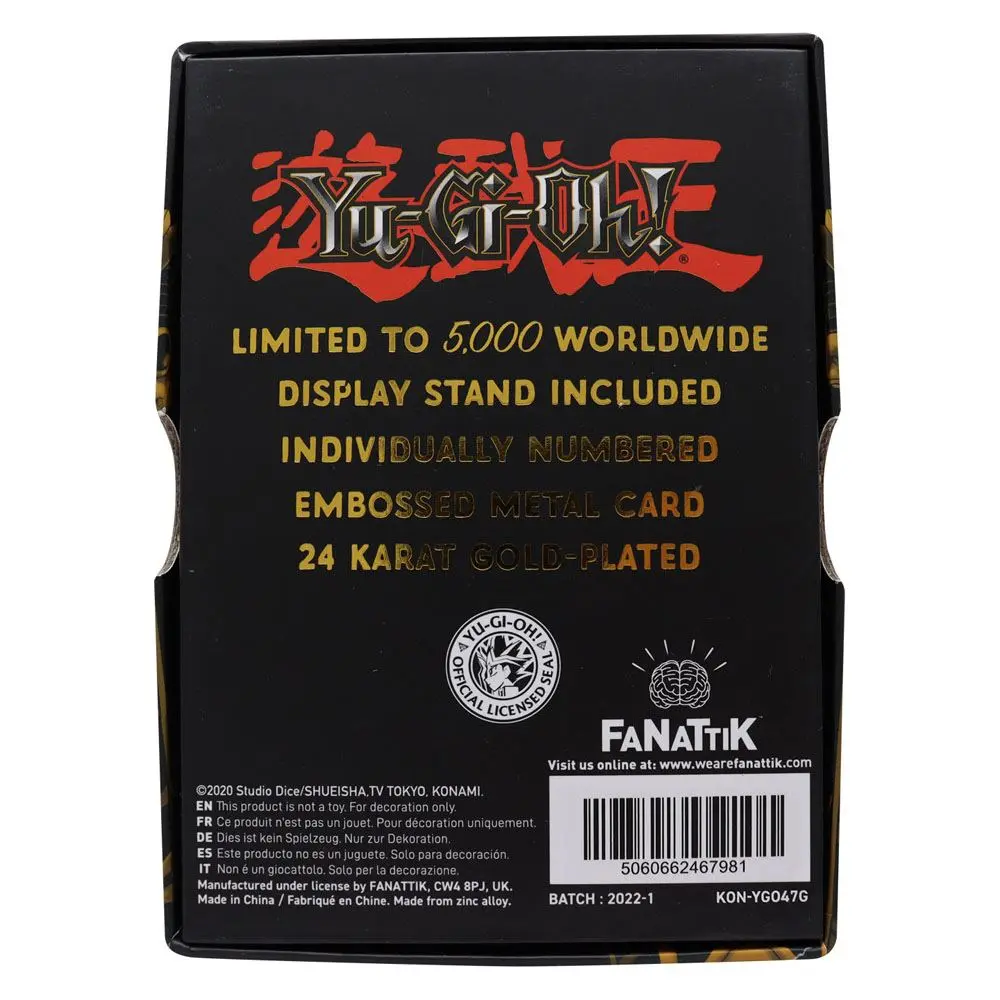 遊戯王
Yu-Gi-Oh!®
LIMITED TO 5,000 WORLDWIDE
DISPLAY STAND INCLUDED
INDIVIDUALLY NUMBERED
EMBOSSED METAL CARD
24 KARAT GOLD-PLATED
YU-GI-OH!
OFFICIAL LICENSED SEAL
FANATTIK
Visit us online at: www.wearefanattik.com
©2020 Studio Dice/SHUEISHA,TV TOKYO, KONAMI.
EN This product is not a toy. For decoration only.
FR Ce produit n'est pas un jouet. Pour décoration uniquement.
DE Dies ist kein Spielzeug. Nur zur Dekoration.
ES Este producto no es un juguete. Solo para decoración.
IT Non é un giocattolo. Solo per la decorazione.
Manufactured under license by FANATTIK, CW4 8PJ, UK.
Made in China / Fabriqué en Chine. Made from zinc alloy.
5060662467981
BATCH : 2022-1 KON-YGO47G